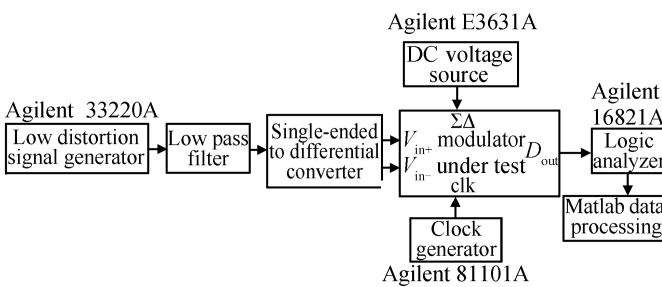 Agilent E3631A
DC voltage
source
Agilent 33220A
Low distortion
signal generator
Low pass
filter
Single-ended
to differential
converter
ΣΔ
Vin+ modulator
Vin− under test
clk
Dout
Agilent
16821A
Logic
analyzer
Matlab data
processing
Clock
generator
Agilent 81101A